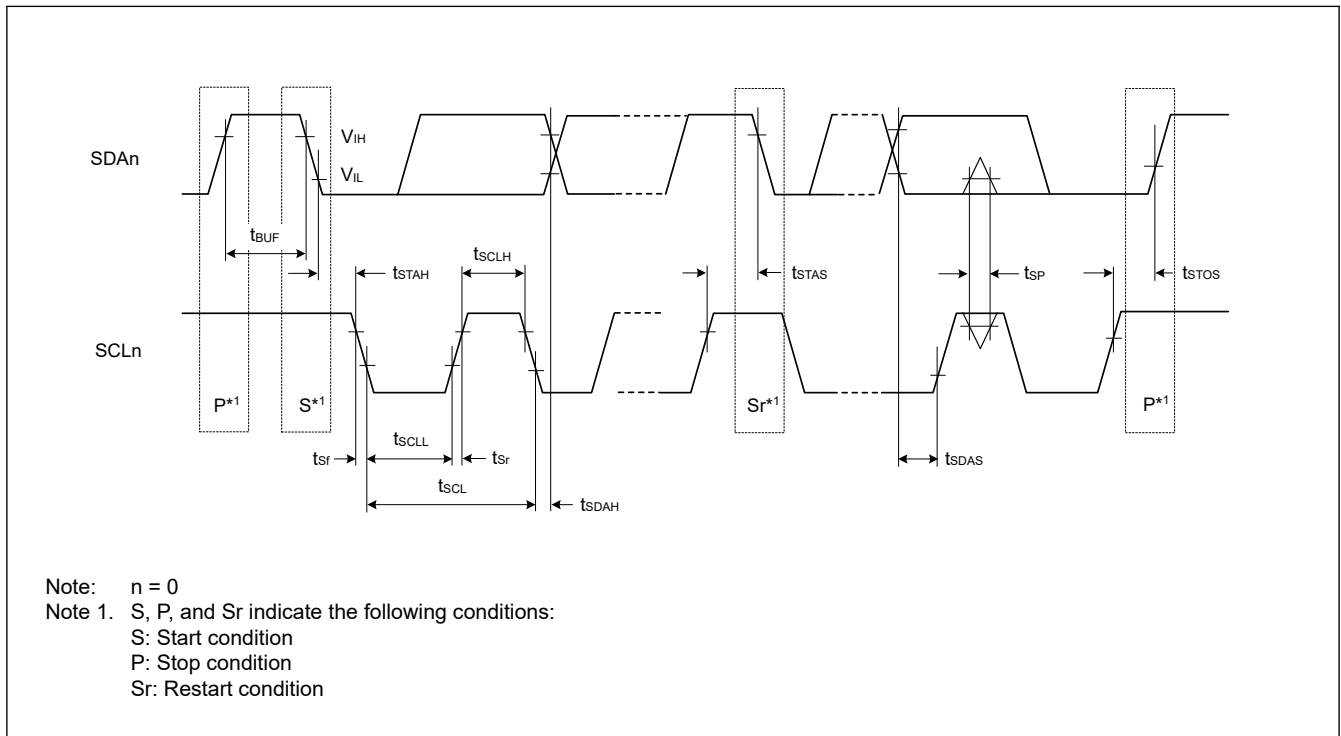 SDAn
VIH
VIL
tBUF
tSTAH
tSCLH
tSTAS
tSP
tSTOS
SCLn
P*1
S*1
Sr*1
P*1
tSf
tSCLL
tSr
tSDAS
tSCL
tSDAH
Note: n = 0
Note 1. S, P, and Sr indicate the following conditions:
S: Start condition
P: Stop condition
Sr: Restart condition